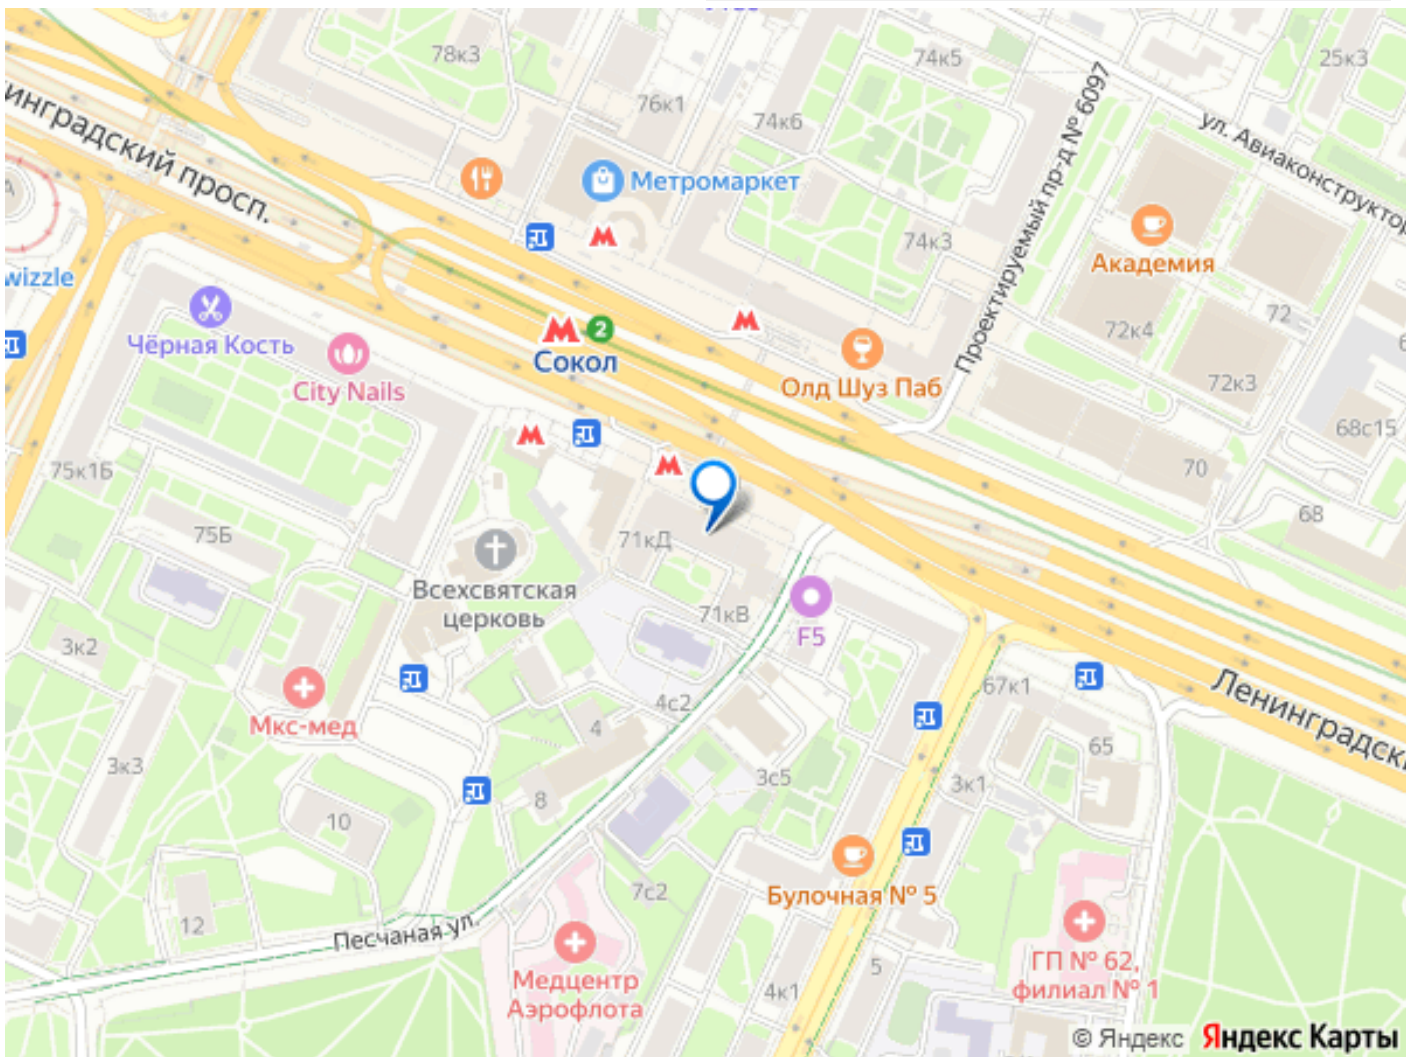 78к3
74к5
25к3
76к1
74к6
Проектируемый пр-д № 6097
ул. Авиаконструктор
инградский просп.
Метромаркет
74к3
Академия
wizzle
72
Чёрная Кость
2
Сокол
72к4
City Nails
Олд Шуз Паб
72к3
68с15
75к1Б
70
68
75Б
71кД
Всехсвятская
церковь
71кВ
F5
3к2
67к1
Ленинградски
4с2
Мкс-мед
4
65
3к3
3с5
3к1
8
10
7с2
Булочная № 5
12
Песчаная ул.
Медцентр
Аэрофлота
5
ГП № 62,
филиал № 1
4к1
© Яндекс Яндекс Карты